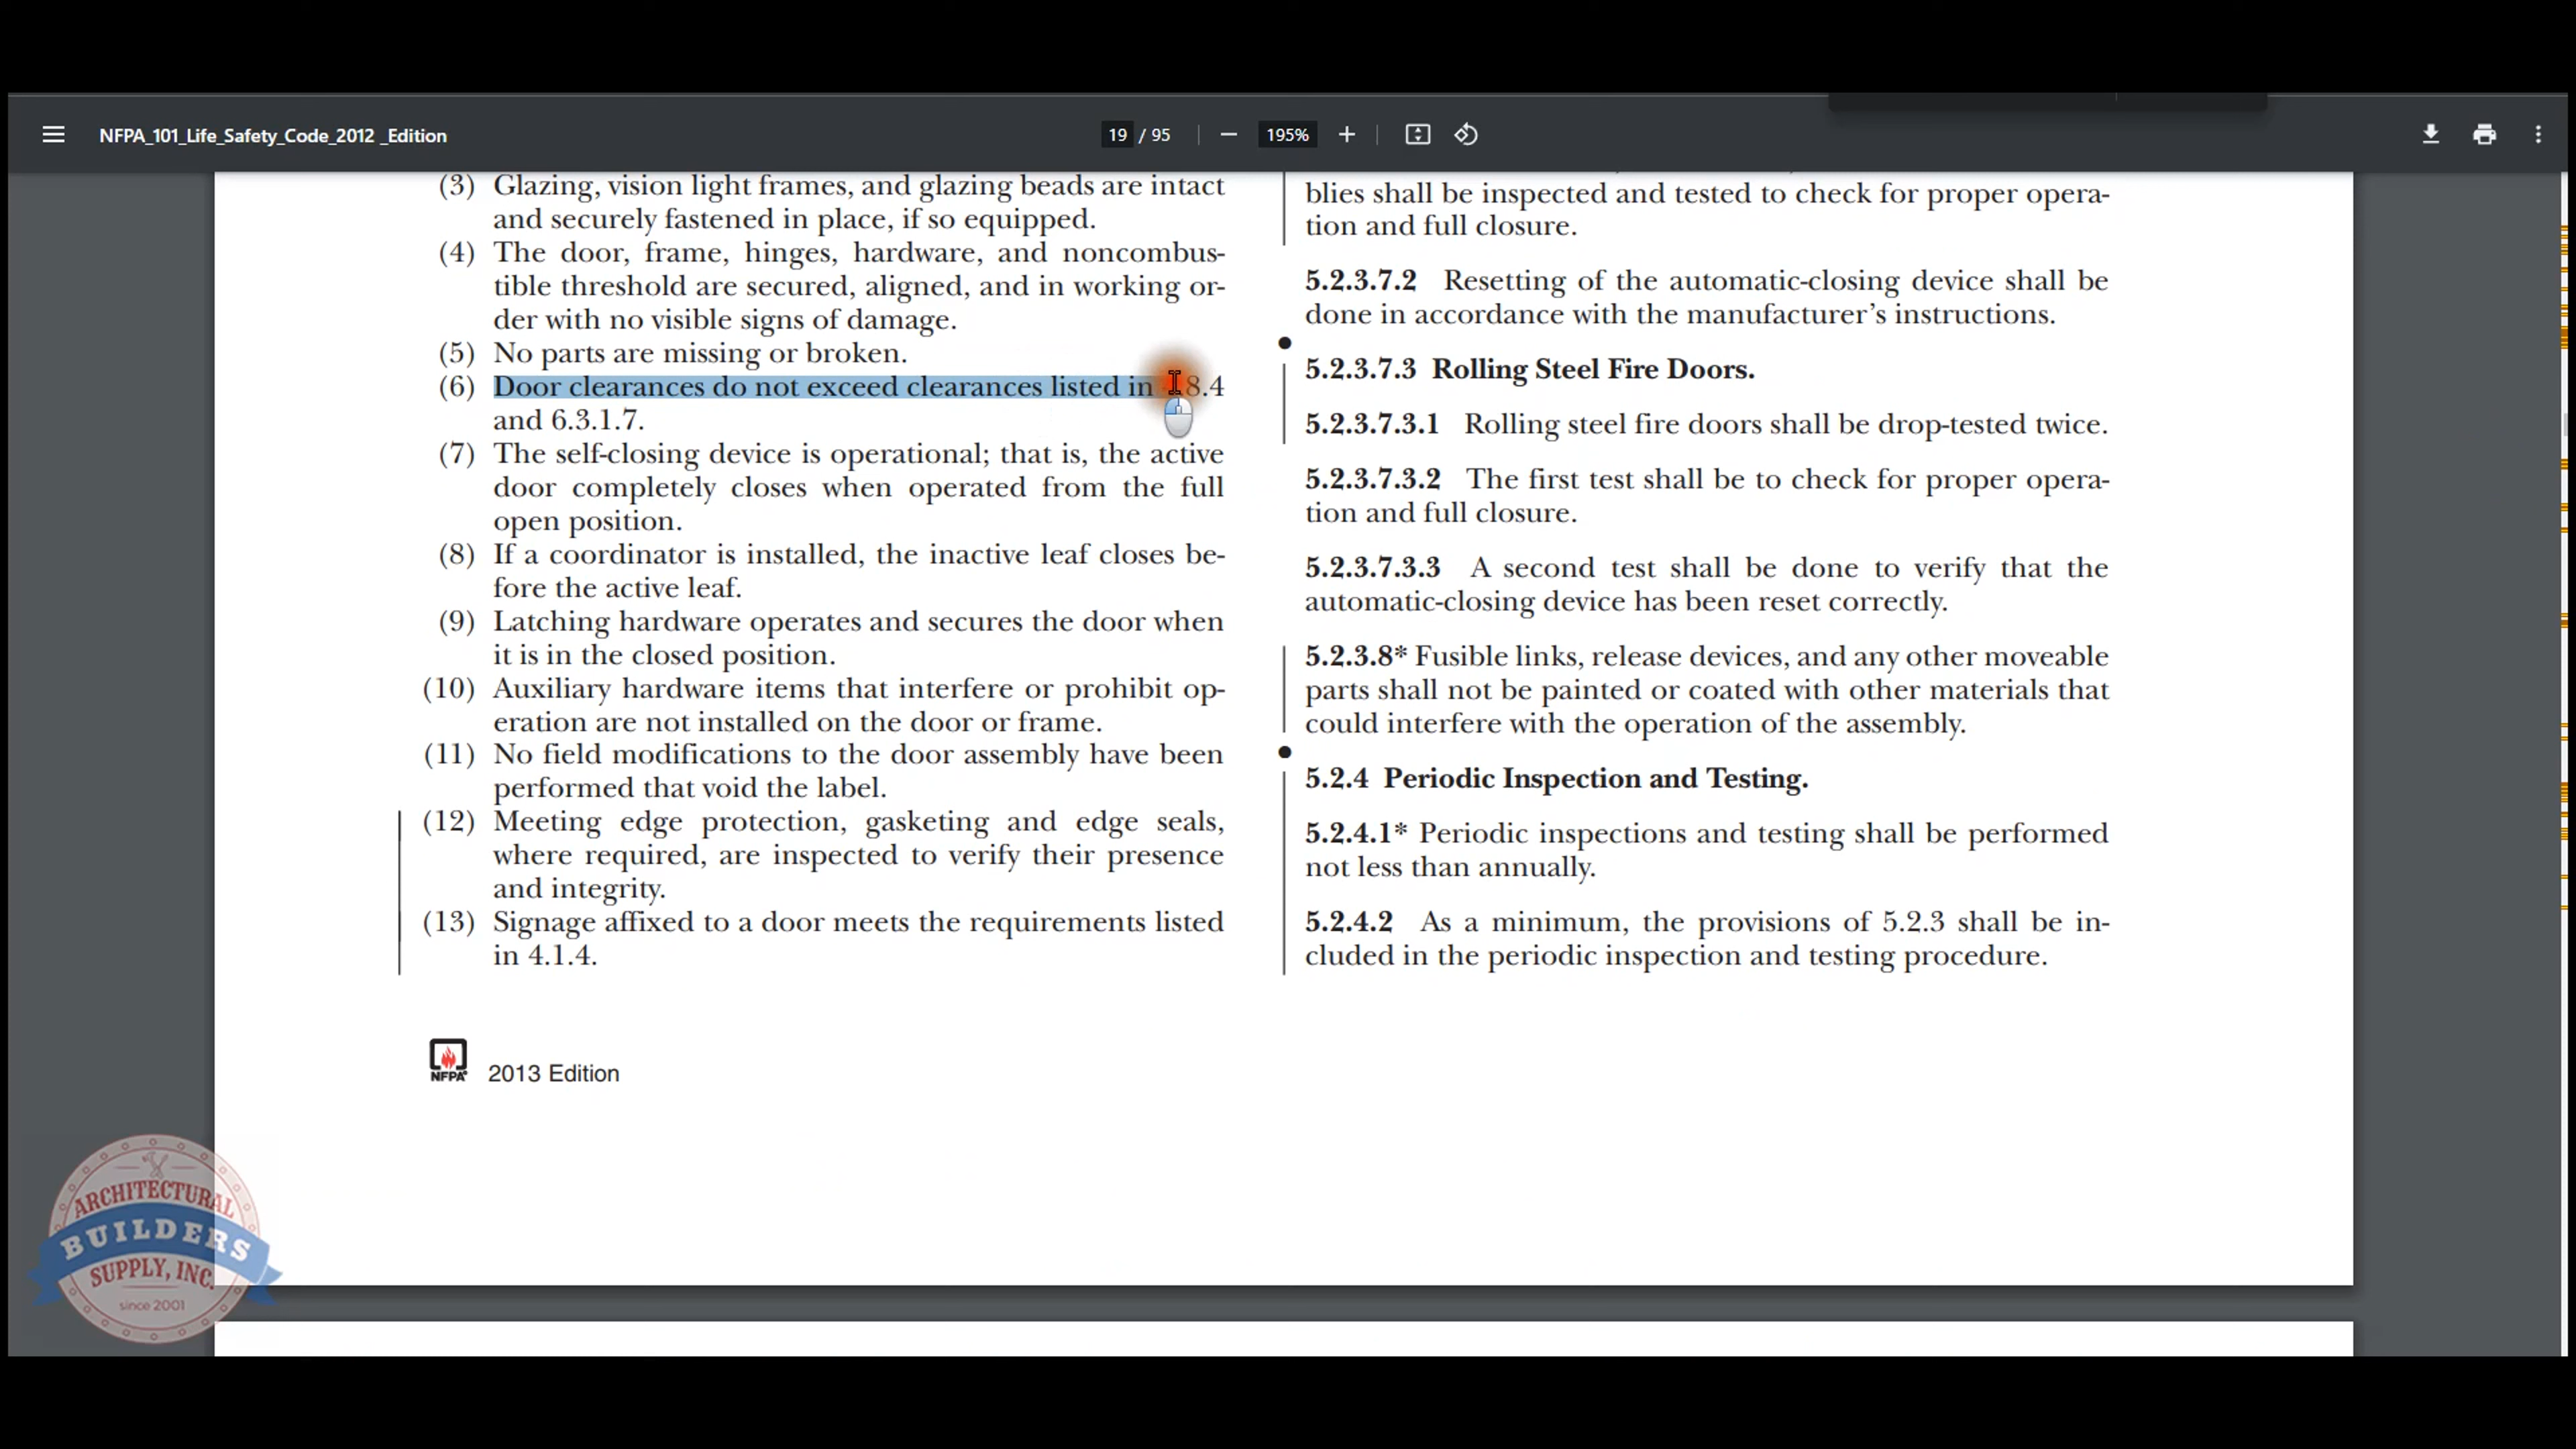 NFPA_101_Life_Safety_Code_2012 _Edition
19 / 95
195%
(3) Glazing, vision light frames, and glazing beads are intact
and securely fastened in place, if so equipped.
(4) The door, frame, hinges, hardware, and noncombus-
tible threshold are secured, aligned, and in working or-
der with no visible signs of damage.
(5) No parts are missing or broken.
(6) Door clearances do not exceed clearances listed in 8.4
and 6.3.1.7.
(7) The self-closing device is operational; that is, the active
door completely closes when operated from the full
open position.
(8) If a coordinator is installed, the inactive leaf closes be-
fore the active leaf.
(9) Latching hardware operates and secures the door when
it is in the closed position.
(10) Auxiliary hardware items that interfere or prohibit op-
eration are not installed on the door or frame.
(11) No field modifications to the door assembly have been
performed that void the label.
(12) Meeting edge protection, gasketing and edge seals,
where required, are inspected to verify their presence
and integrity.
(13) Signage affixed to a door meets the requirements listed
in 4.1.4.
blies shall be inspected and tested to check for proper opera-
tion and full closure.
5.2.3.7.2 Resetting of the automatic-closing device shall be
done in accordance with the manufacturer's instructions.
5.2.3.7.3 Rolling Steel Fire Doors.
5.2.3.7.3.1 Rolling steel fire doors shall be drop-tested twice.
5.2.3.7.3.2 The first test shall be to check for proper opera-
tion and full closure.
5.2.3.7.3.3 A second test shall be done to verify that the
automatic-closing device has been reset correctly.
5.2.3.8* Fusible links, release devices, and any other moveable
parts shall not be painted or coated with other materials that
could interfere with the operation of the assembly.
5.2.4 Periodic Inspection and Testing.
5.2.4.1* Periodic inspections and testing shall be performed
not less than annually.
5.2.4.2 As a minimum, the provisions of 5.2.3 shall be in-
cluded in the periodic inspection and testing procedure.
NFPA
2013 Edition
ARCHITECTURAL
BUILDERS
SUPPLY, INC.
since 2001